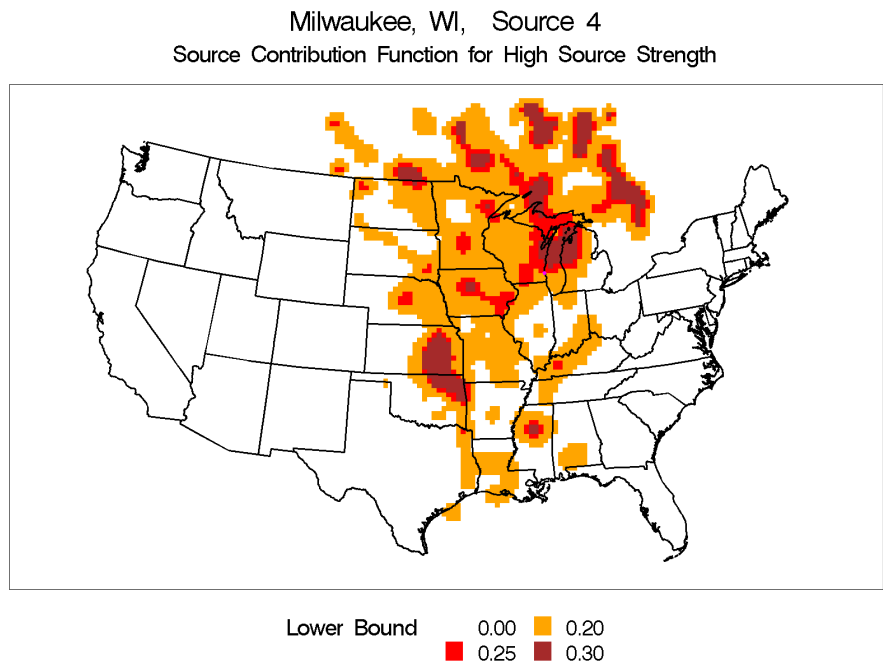 Milwaukee, WI, Source 4
Source Contribution Function for High Source Strength
Lower Bound 0.00 0.20
0.25 0.30